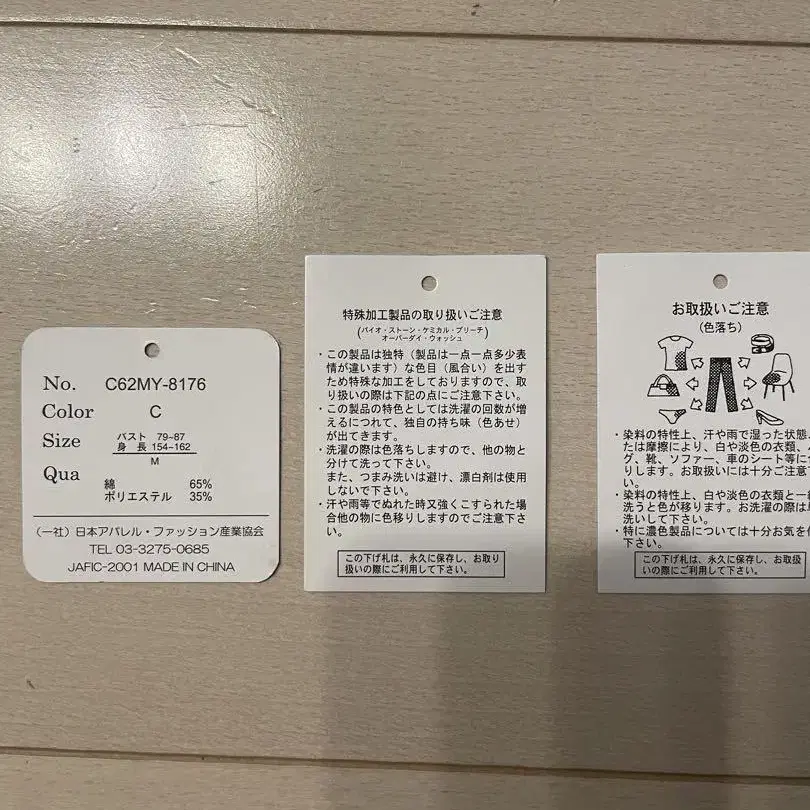 No. C62MY-8176
Color C
Size バスト 79~87
身 長 154~162
M
Qua
綿 65%
ポリエステル 35%
(一社) 日本アパレル・ファッション産業協会
TEL 03-3275-0685
JAFIC-2001 MADE IN CHINA
特殊加工製品の取り扱いご注意
(バイオ・ストーン・ケミカル・ブリーチ
オーバーダイ・ウォッシュ)
・この製品は独特(製品は一点一点多少表
情が違います)な色目(風合い)を出す
ため特殊な加工をしておりますので、取
り扱いの際は下記の点にご注意下さい。
・この製品の特色としては洗濯の回数が増
えるにつれて、独自の持ち味(色あせ)
が出てきます。
・洗濯の際は色落ちしますので、他の物と
分けて洗って下さい。
また、つまみ洗いは避け、漂白剤は使用
しないで下さい。
・汗や雨等でぬれた時又強くこすられた場
合他の物に色移りしますのでご注意下さ
い。
この下げ札は、永久に保存し、お取り
扱いの際にご利用して下さい。
お取扱いご注意
(色落ち)
・染料の特性上、汗や雨で湿った状態、
たは摩擦により、白や淡色の衣類、
グ、靴、ソファー、車のシート等に
りします。お取扱いには十分ご注意
い。
・染料の特性上、白や淡色の衣類と一
洗うと色が移ります。お洗濯の際は
洗いして下さい。
・特に濃色製品については十分お気を
下さい。
この下げ札は、永久に保存し、お取扱
いの際にご利用して下さい。